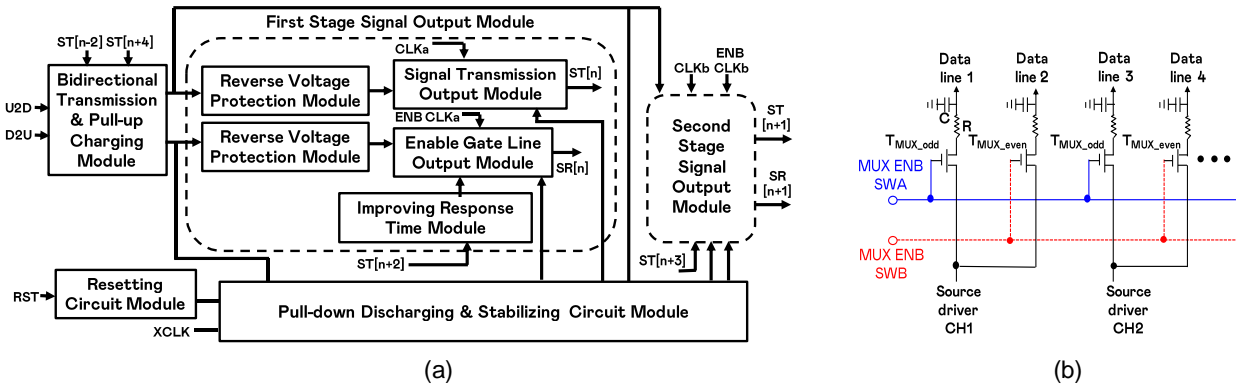 First Stage Signal Output Module
ST[n-2]
ST[n+4]
Bidirectional
Transmission
& Pull-up
Charging
Module
U2D
D2U
Reverse Voltage
Protection Module
Reverse Voltage
Protection Module
CLKa
Signal Transmission
Output Module
ST[n]
ENB CLKa
Enable Gate Line
Output Module
SR[n]
Improving Response
Time Module
ST[n+2]
ENB
CLKb CLKb
Second
Stage
Signal
Output
Module
ST
[n+1]
SR
[n+1]
ST[n+3]
RST
Resetting
Circuit Module
XCLK
Pull-down Discharging & Stabilizing Circuit Module
(a)
Data
line 1
Data
line 2
Data
line 3
Data
line 4
C
R
TMUX_odd
TMUX_even
TMUX_odd
TMUX_even
MUX ENB
SWA
MUX ENB
SWB
Source
driver
CH1
Source
driver
CH2
(b)